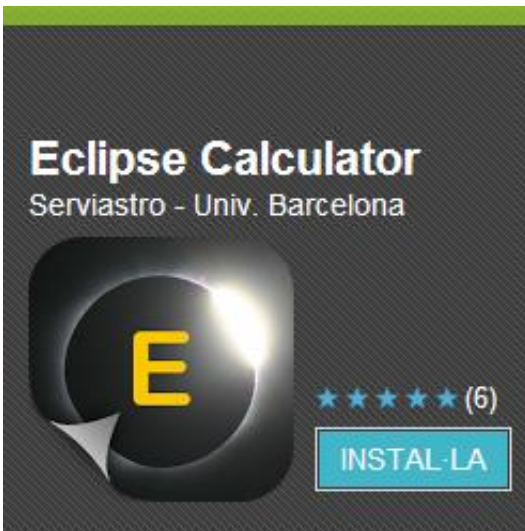 Eclipse Calculator
Serviastro - Univ. Barcelona
E
(6)
INSTAL·LA